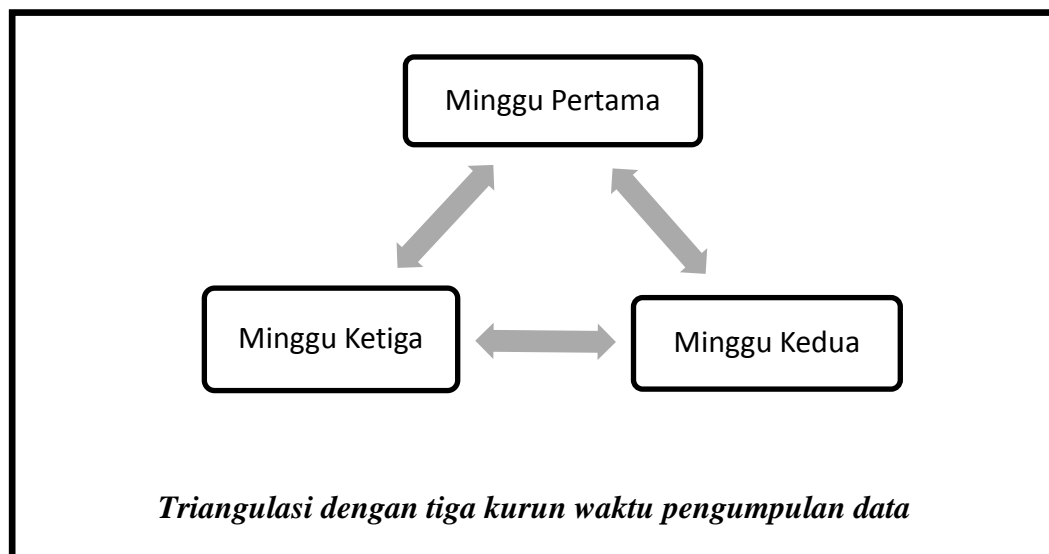 Minggu Pertama
Minggu Ketiga
Minggu Kedua
Triangulasi dengan tiga kurun waktu pengumpulan data